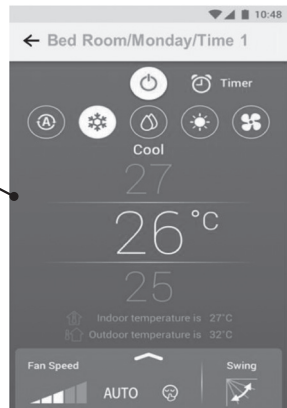 10:48
← Bed Room/Monday/Time 1
Timer
A
Cool
27
26°C
25
Indoor temperature is 27°C
Outdoor temperature is 32°C
Fan Speed
Swing
AUTO